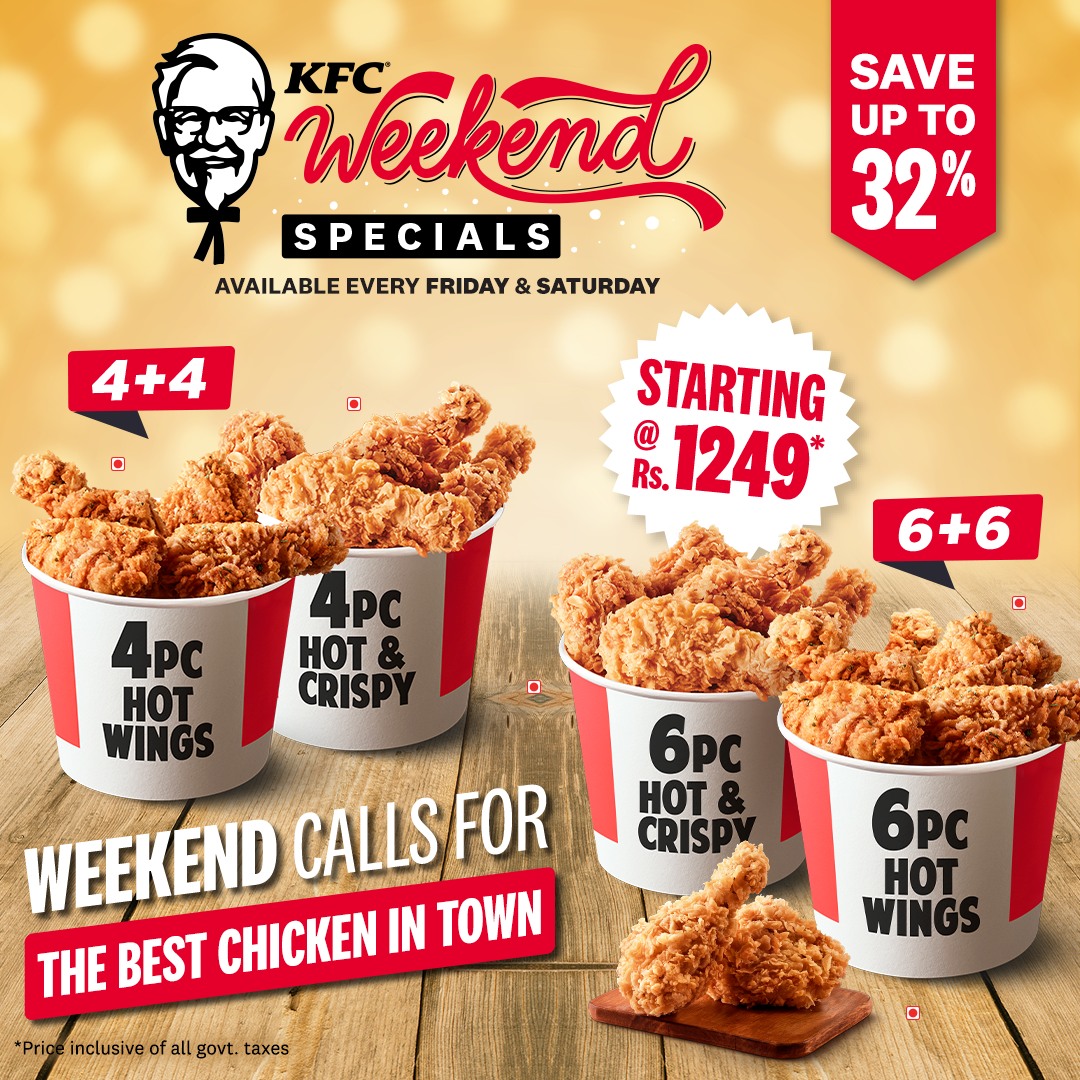 KFC®
Weekend
SPECIALS
AVAILABLE EVERY FRIDAY & SATURDAY
SAVE
UP TO
32%
4+4
STARTING
@
Rs. 1249*
6+6
4PC
HOT
WINGS
4PC
HOT &
CRISPY
6PC
HOT &
CRISPY
6PC
HOT
WINGS
WEEKEND CALLS FOR
THE BEST CHICKEN IN TOWN
*Price inclusive of all govt. taxes